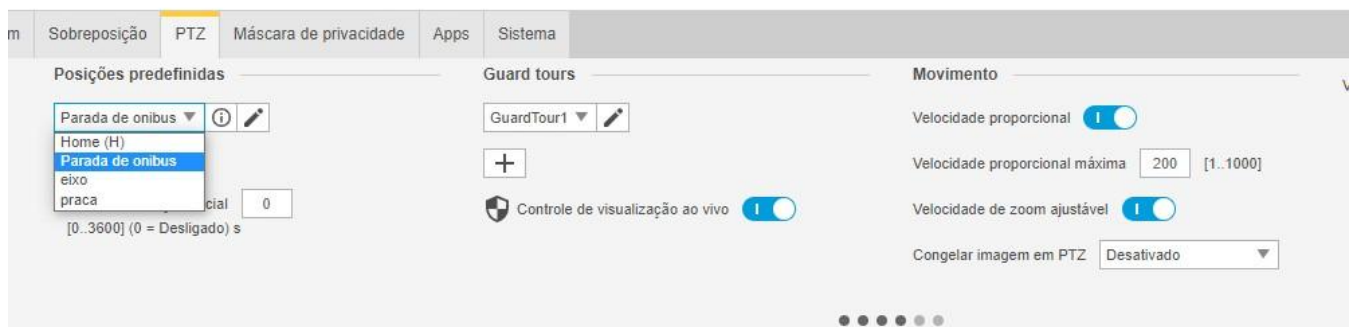 m Sobreposição PTZ Máscara de privacidade Apps Sistema
Posições predefinidas
Parada de onibus
Home (H)
Parada de onibus
eixo
praca
cial 0
[0..3600] (0 = Desligado) s
Guard tours
GuardTour1
Controle de visualização ao vivo
Movimento
Velocidade proporcional
Velocidade proporcional máxima 200 [1..1000]
Velocidade de zoom ajustável
Congelar imagem em PTZ Desativado
V